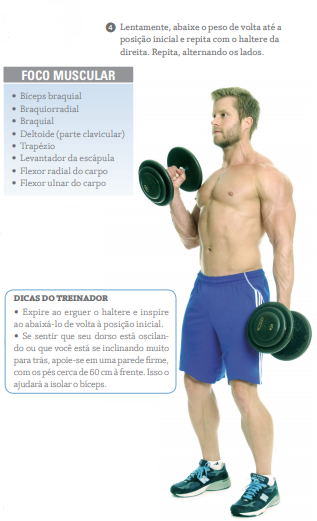 4 Lentamente, abaixe o peso de volta até a
posição inicial e repita com o haltere da
direita. Repita, alternando os lados.
FOCO MUSCULAR
• Bíceps braquial
• Braquiorradial
• Braquial
• Deltoide (parte clavicular)
• Trapézio
• Levantador da escápula
• Flexor radial do carpo
• Flexor ulnar do carpo
DICAS DO TREINADOR
• Expire ao erguer o haltere e inspire
ao abaixá-lo de volta à posição inicial.
• Se sentir que seu dorso está oscilan-
do ou que você está se inclinando muito
para trás, apoie-se em uma parede firme,
com os pés cerca de 60 cm à frente. Isso o
ajudará a isolar o bíceps.